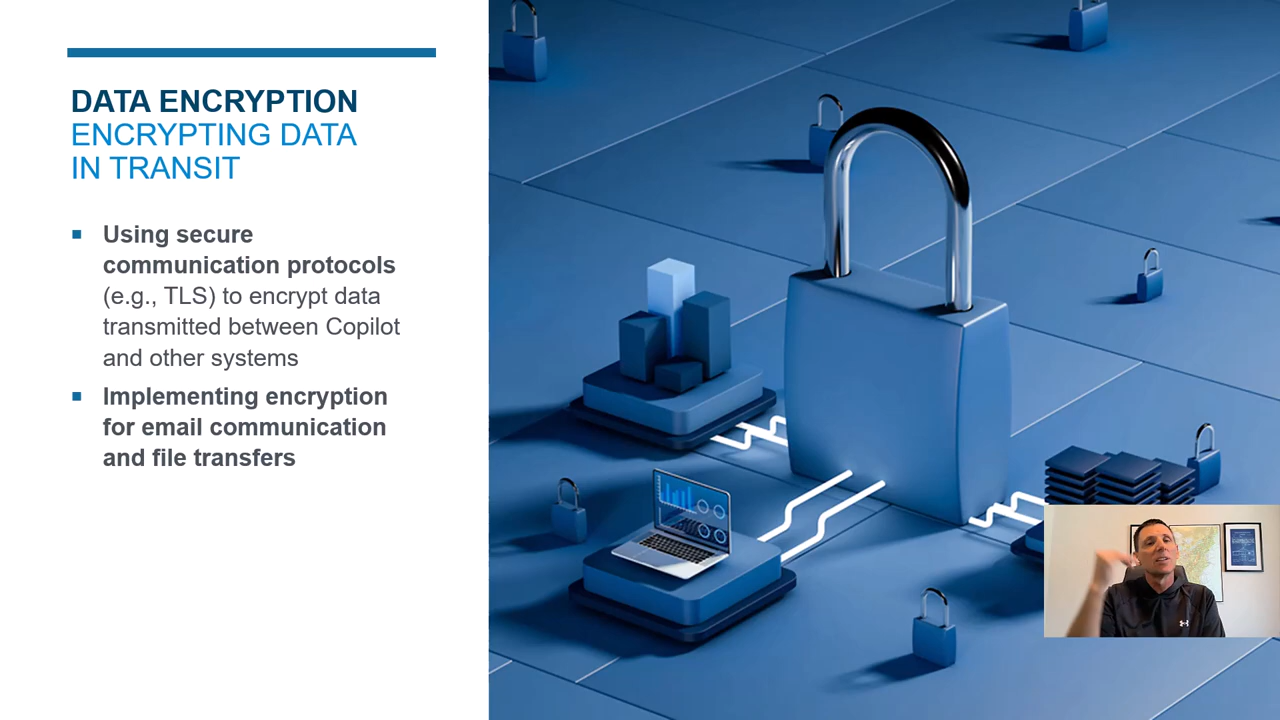 DATA ENCRYPTION
ENCRYPTING DATA
IN TRANSIT
Using secure
communication protocols
(e.g., TLS) to encrypt data
transmitted between Copilot
and other systems
Implementing encryption
for email communication
and file transfers